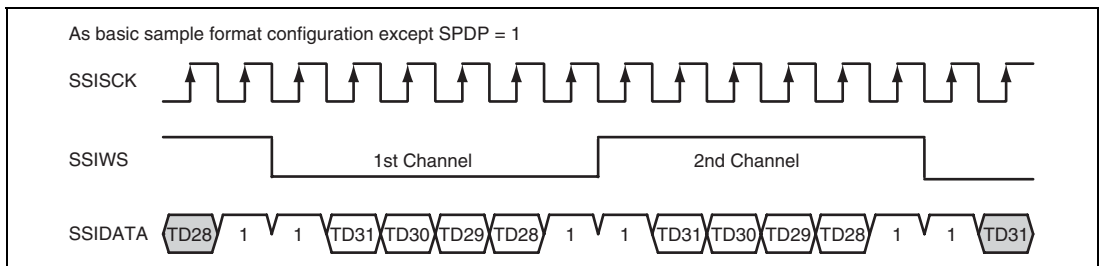 As basic sample format configuration except SPDP = 1
SSISCK
SSIWS 1st Channel 2nd Channel
SSIDATA TD28 1 1 TD31 TD30 TD29 TD28 1 1 TD31 TD30 TD29 TD28 1 1 TD31